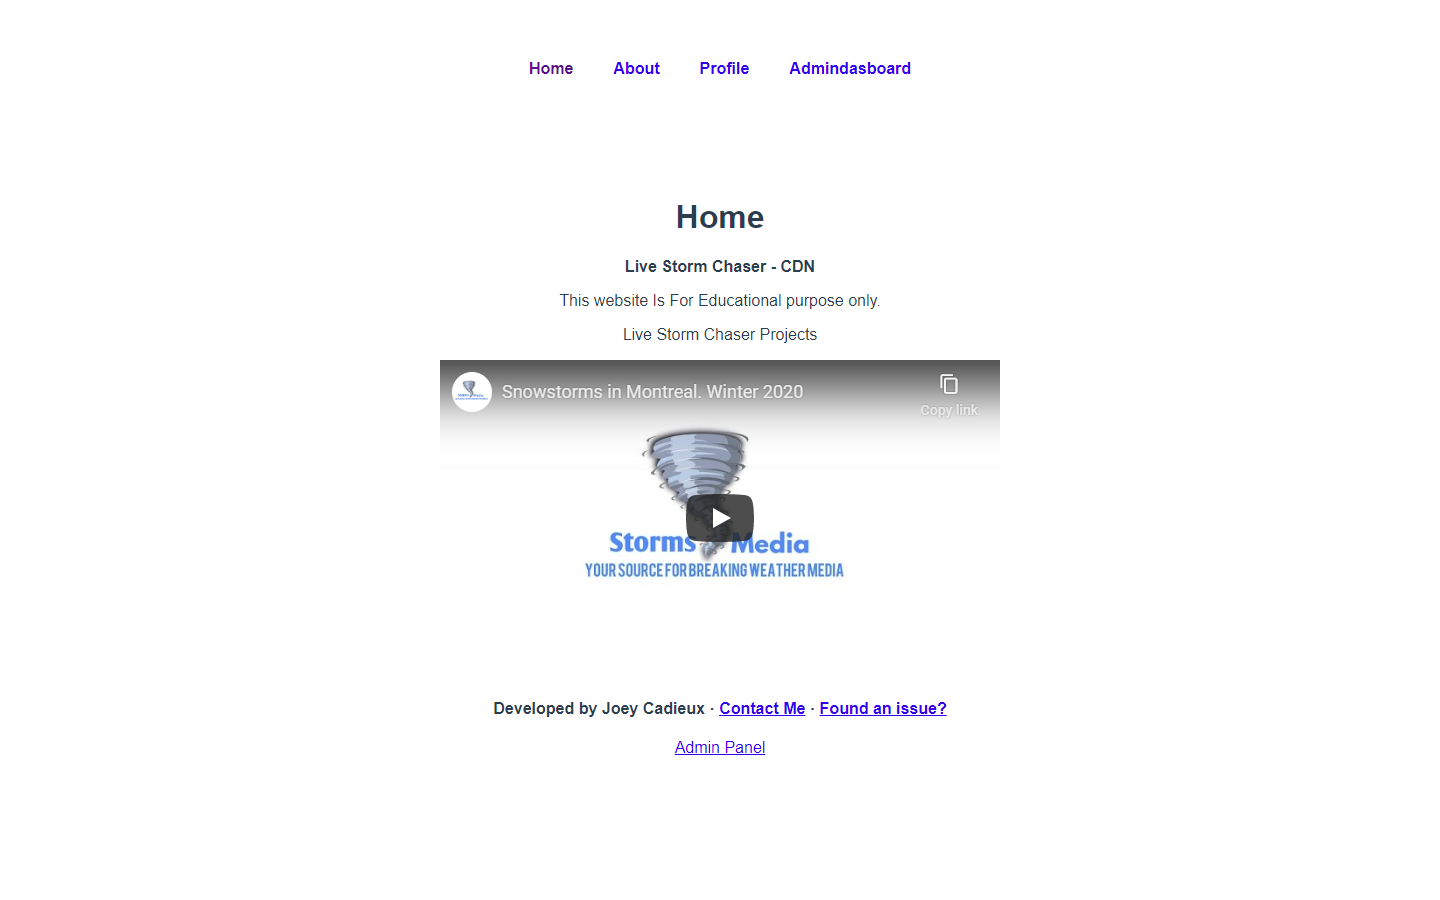 Home About Profile Admindasboard
Home
Live Storm Chaser - CDN
This website Is For Educational purpose only.
Live Storm Chaser Projects
Snowstorms in Montreal. Winter 2020
Copy link
Storms Media
YOUR SOURCE FOR BREAKING WEATHER MEDIA
Developed by Joey Cadieux · Contact Me · Found an issue?
Admin Panel